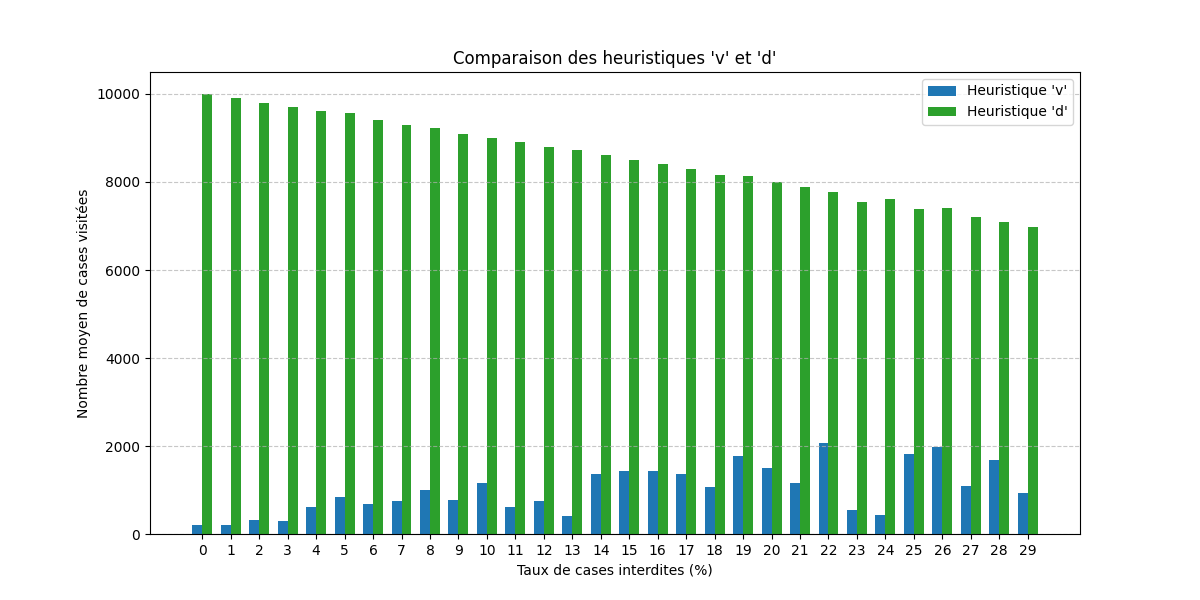 Comparaison des heuristiques 'v' et 'd'
Heuristique 'v'
Heuristique 'd'
Nombre moyen de cases visitées
10000
8000
6000
4000
2000
0
0 1 2 3 4 5 6 7 8 9 10 11 12 13 14 15 16 17 18 19 20 21 22 23 24 25 26 27 28 29
Taux de cases interdites (%)